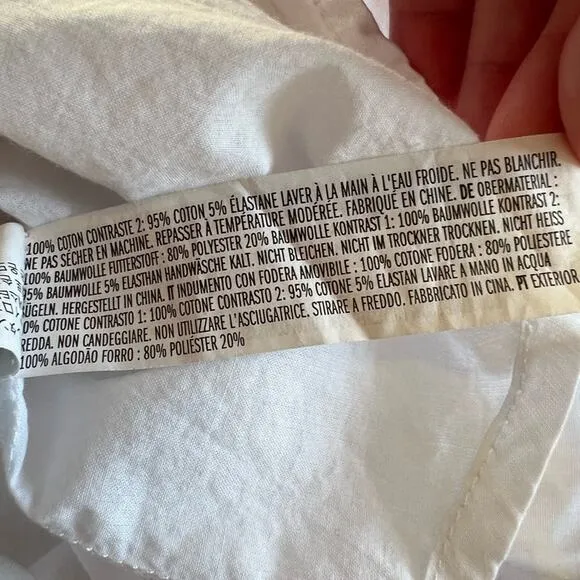 100% COTON CONTRASTE 2: 95% COTON 5% ÉLASTANE LAVER À LA MAIN À L'EAU FROIDE. NE PAS BLANCHIR.
NE PAS SÉCHER EN MACHINE. REPASSER À TEMPÉRATURE MODÉRÉE. FABRIQUÉ EN CHINE. DE OBERMATERIAL :
100% BAUMWOLLE FUTTERSTOFF : 80% POLYESTER 20% BAUMWOLLE KONTRAST 1: 100% BAUMWOLLE KONTRAST 2:
95% BAUMWOLLE 5% ELASTHAN HANDWÄSCHE KALT. NICHT BLEICHEN. NICHT IM TROCKNER TROCKNEN. NICHT HEISS
ÜGELN. HERGESTELLT IN CHINA. IT INDUMENTO CON FODERA AMOVIBILE : 100% COTONE FODERA : 80% POLIESTERE
0% COTONE CONTRASTO 1: 100% COTONE CONTRASTO 2: 95% COTONE 5% ELASTAN LAVARE A MANO IN ACQUA
REDDA. NON CANDEGGIARE. NON UTILIZZARE L'ASCIUGATRICE. STIRARE A FREDDO. FABBRICATO IN CINA. PT EXTERIOR
100% ALGODÃO FORRO : 80% POLIÉSTER 20%